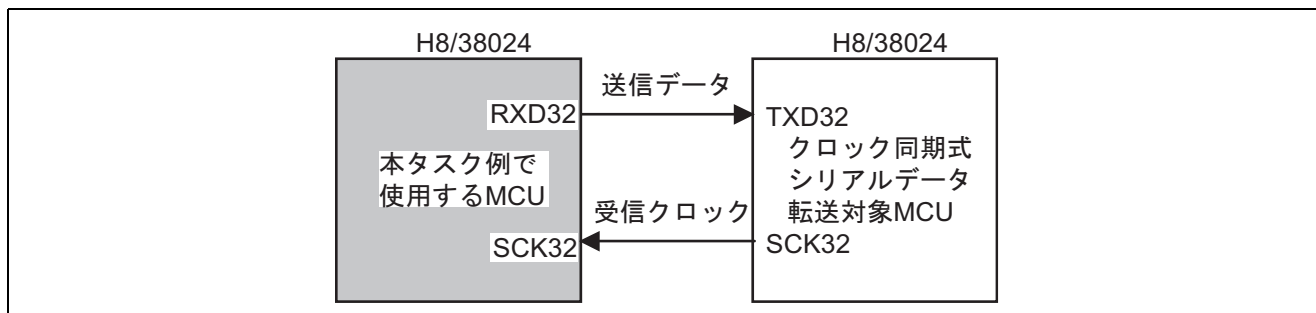 H8/38024
H8/38024
送信データ
RXD32
TXD32
本タスク例で
使用するMCU
クロック同期式
シリアルデータ
転送対象MCU
受信クロック
SCK32
SCK32